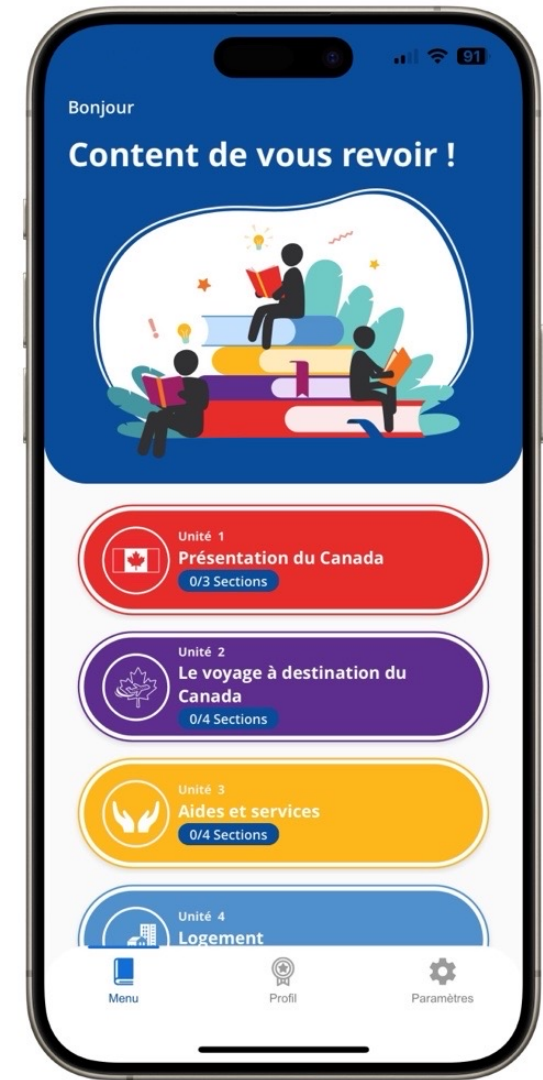 91
Bonjour
Content de vous revoir !
Unité 1
Présentation du Canada
0/3 Sections
Unité 2
Le voyage à destination du
Canada
0/4 Sections
Unité 3
Aides et services
0/4 Sections
Unité 4
Logement
Menu
Profil
Paramètres